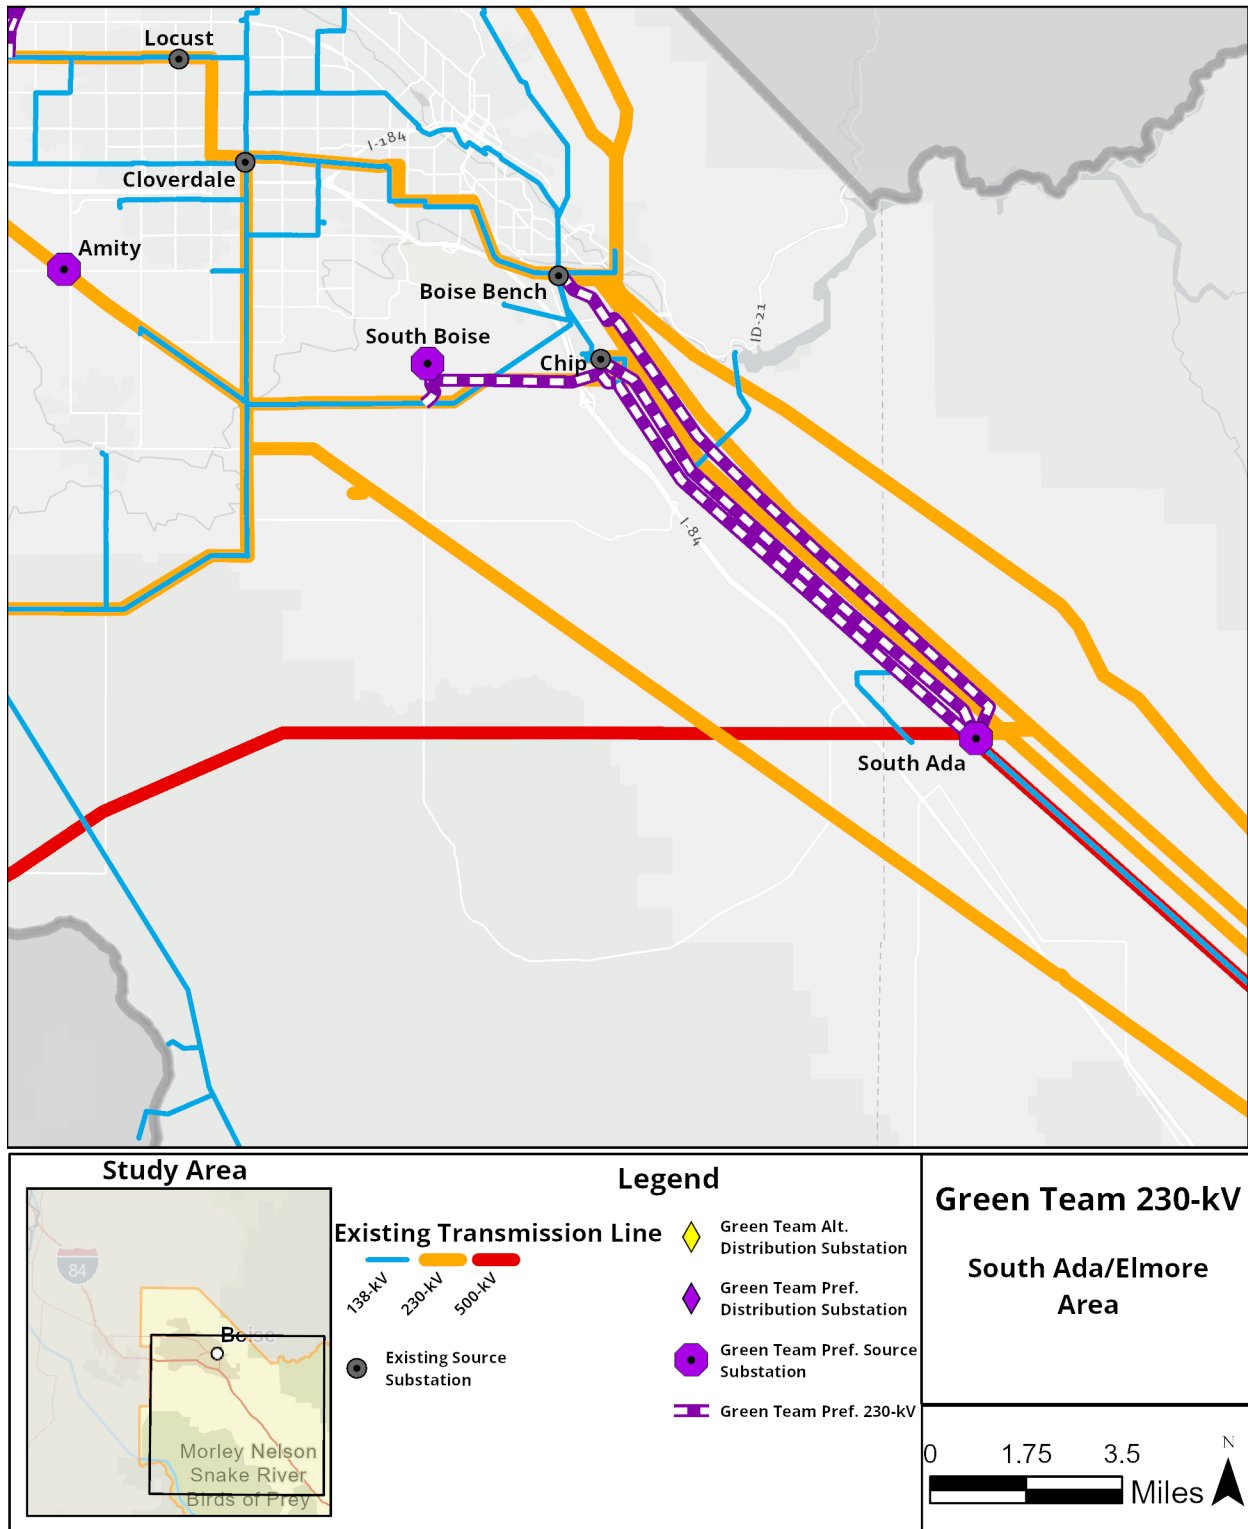 Locust
I-184
Cloverdale
Amity
Boise Bench
South Boise
Chip
ID-21
I-84
South Ada
Study Area
84
Boise
Morley Nelson
Snake River
Birds of Prey
Legend
Existing Transmission Line
138-kV
230-kV
500-kV
Existing Source
Substation
Green Team Alt.
Distribution Substation
Green Team Pref.
Distribution Substation
Green Team Pref. Source
Substation
Green Team Pref. 230-kV
Green Team 230-kV
South Ada/Elmore
Area
0 1.75 3.5
Miles
N